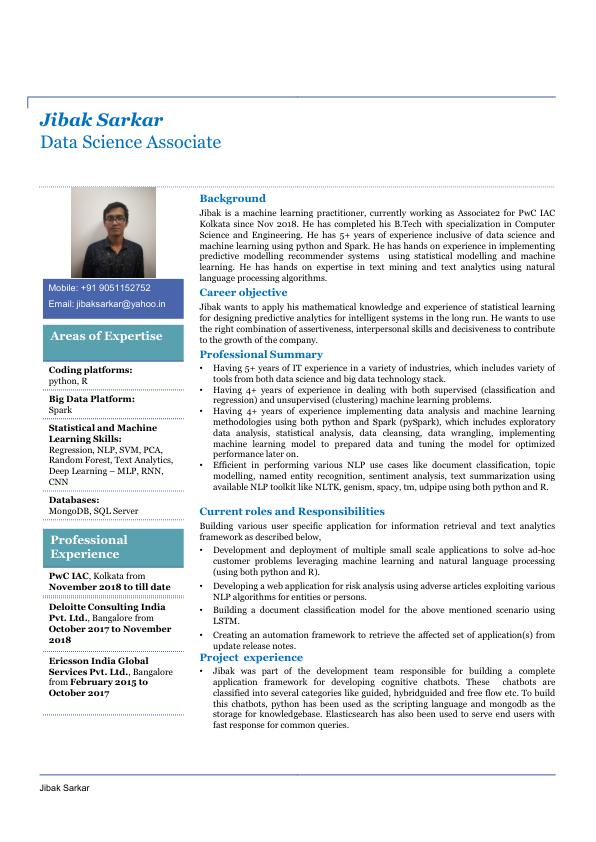 Jibak Sarkar
Data Science Associate
Mobile: +91 9051152752
Email: jibaksarkar@yahoo.in
Areas of Expertise
Coding platforms:
python, R
Big Data Platform:
Spark
Statistical and Machine
Learning Skills:
Regression, NLP, SVM, PCA,
Random Forest, Text Analytics,
Deep Learning – MLP, RNN,
CNN
Databases:
MongoDB, SQL Server
Professional
Experience
PwC IAC, Kolkata from
November 2018 to till date
Deloitte Consulting India
Pvt. Ltd., Bangalore from
October 2017 to November
2018
Ericsson India Global
Services Pvt. Ltd., Bangalore
from February 2015 to
October 2017
Background
Jibak is a machine learning practitioner, currently working as Associate2 for PwC IAC
Kolkata since Nov 2018. He has completed his B.Tech with specialization in Computer
Science and Engineering. He has 5+ years of experience inclusive of data science and
machine learning using python and Spark. He has hands on experience in implementing
predictive modelling recommender systems using statistical modelling and machine
learning. He has hands on expertise in text mining and text analytics using natural
language processing algorithms.
Career objective
Jibak wants to apply his mathematical knowledge and experience of statistical learning
for designing predictive analytics for intelligent systems in the long run. He wants to use
the right combination of assertiveness, interpersonal skills and decisiveness to contribute
to the growth of the company.
Professional Summary
• Having 5+ years of IT experience in a variety of industries, which includes variety of
tools from both data science and big data technology stack.
• Having 4+ years of experience in dealing with both supervised (classification and
regression) and unsupervised (clustering) machine learning problems.
• Having 4+ years of experience implementing data analysis and machine learning
methodologies using both python and Spark (pySpark), which includes exploratory
data analysis, statistical analysis, data cleansing, data wrangling, implementing
machine learning model to prepared data and tuning the model for optimized
performance later on.
• Efficient in performing various NLP use cases like document classification, topic
modelling, named entity recognition, sentiment analysis, text summarization using
available NLP toolkit like NLTK, genism, spacy, tm, udpipe using both python and R.
Current roles and Responsibilities
Building various user specific application for information retrieval and text analytics
framework as described below,
• Development and deployment of multiple small scale applications to solve ad-hoc
customer problems leveraging machine learning and natural language processing
(using both python and R).
• Developing a web application for risk analysis using adverse articles exploiting various
NLP algorithms for entities or persons.
• Building a document classification model for the above mentioned scenario using
LSTM.
• Creating an automation framework to retrieve the affected set of application(s) from
update release notes.
Project experience
• Jibak was part of the development team responsible for building a complete
application framework for developing cognitive chatbots. These chatbots are
classified into several categories like guided, hybridguided and free flow etc. To build
this chatbots, python has been used as the scripting language and mongodb as the
storage for knowledgebase. Elasticsearch has also been used to serve end users with
fast response for common queries.
Jibak Sarkar